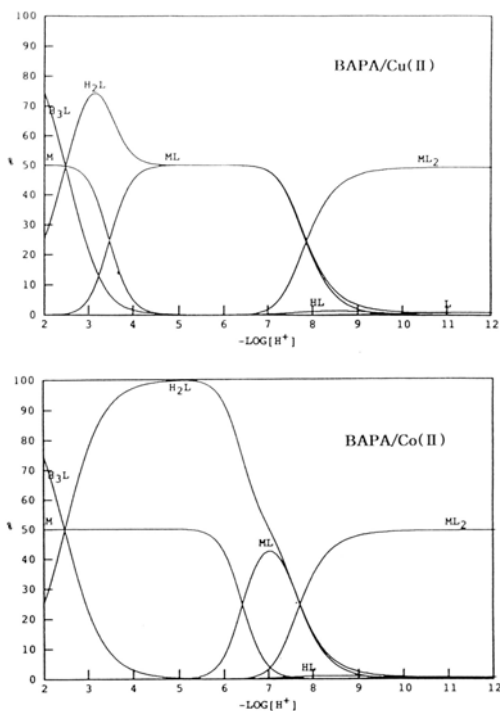 BAPA/Cu(II)
100
90
80
70
60
50
40
30
20
10
0
%
H₂L
H₃L
M
ML
ML₂
HL
L
2 3 4 5 6 7 8 9 10 11 12
-LOG[H⁺]
BAPA/Co(II)
100
90
80
70
60
50
40
30
20
10
0
%
H₂L
H₃L
M
ML
ML₂
HL
2 3 4 5 6 7 8 9 10 11 12
-LOG[H⁺]